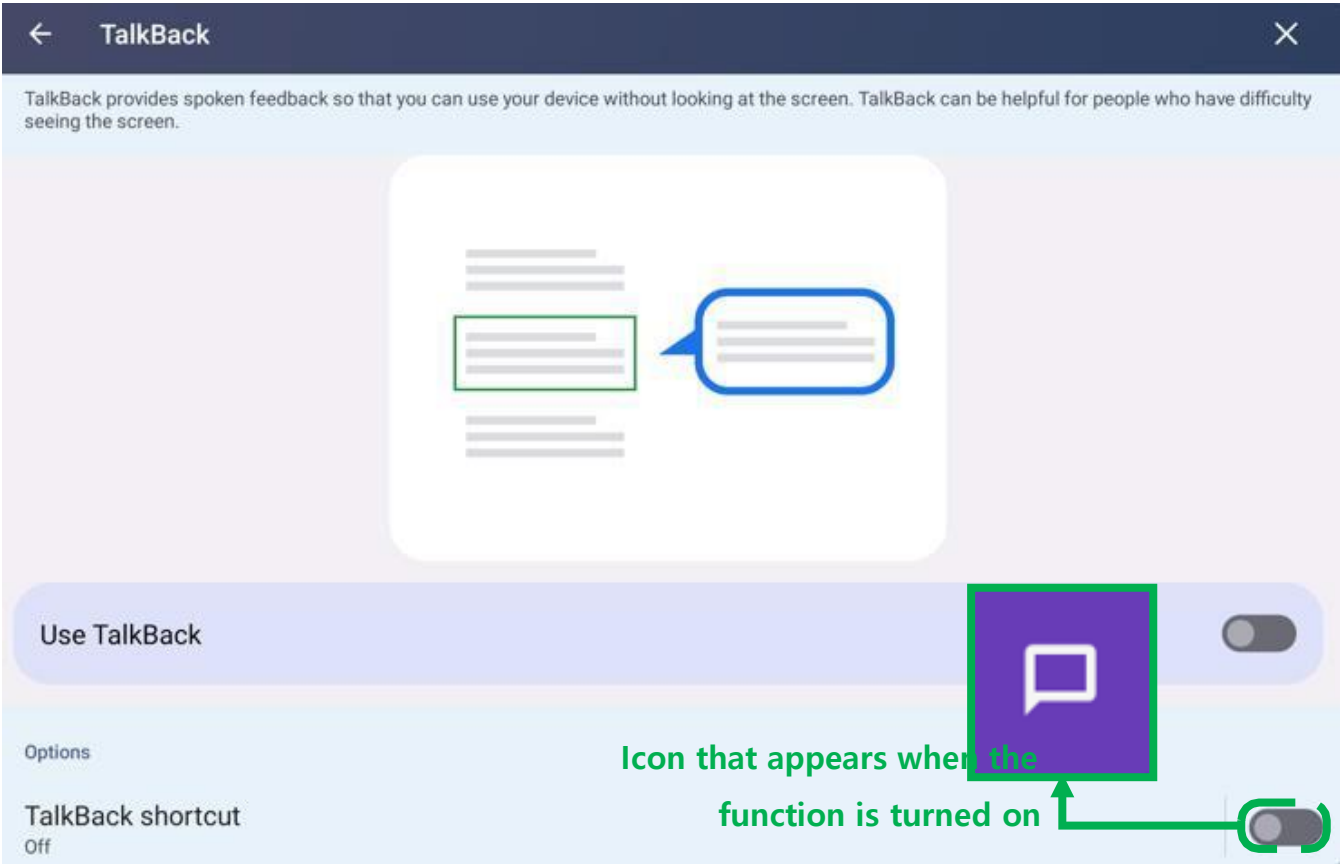 TalkBack
TalkBack provides spoken feedback so that you can use your device without looking at the screen. TalkBack can be helpful for people who have difficulty
seeing the screen.
Use TalkBack
Options
Icon that appears when the
function is turned on
TalkBack shortcut
Off